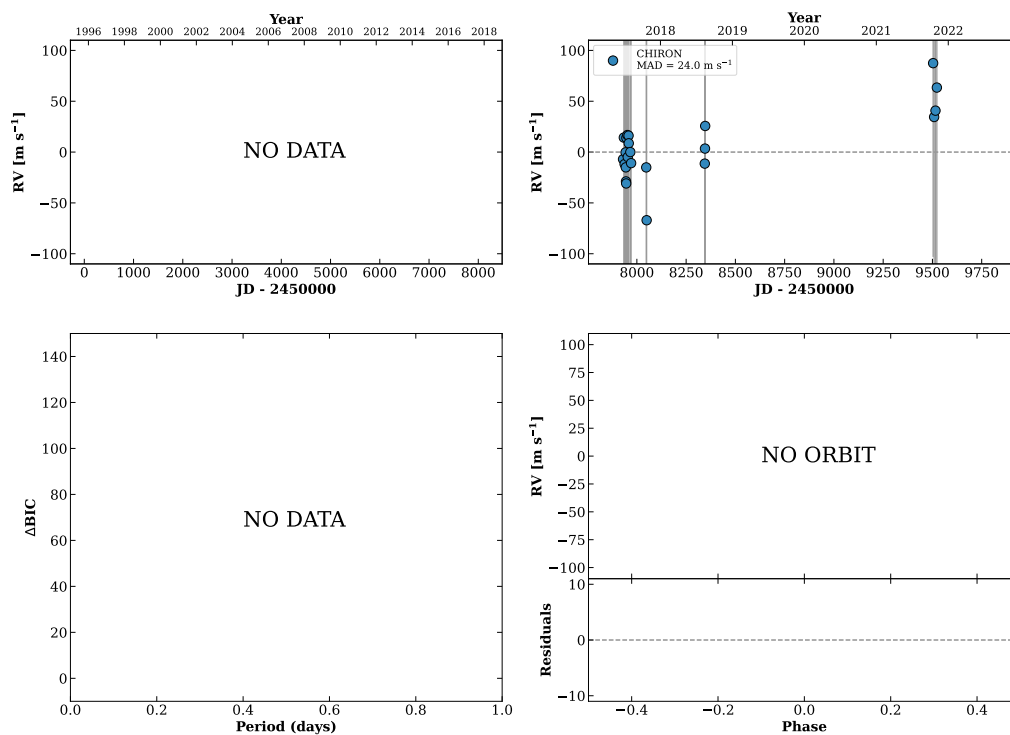 Year
1996 1998 2000 2002 2004 2006 2008 2010 2012 2014 2016 2018
100
50
0
−50
−100
RV [m s⁻¹]
NO DATA
0 1000 2000 3000 4000 5000 6000 7000 8000
JD - 2450000
Year
2018 2019 2020 2021 2022
CHIRON
MAD = 24.0 m s⁻¹
100
50
0
−50
−100
RV [m s⁻¹]
8000 8250 8500 8750 9000 9250 9500 9750
JD - 2450000
140
120
100
80
60
40
20
0
ΔBIC
NO DATA
0.0 0.2 0.4 0.6 0.8 1.0
Period (days)
100
75
50
25
0
−25
−50
−75
−100
RV [m s⁻¹]
NO ORBIT
10
0
−10
Residuals
−0.4 −0.2 0.0 0.2 0.4
Phase